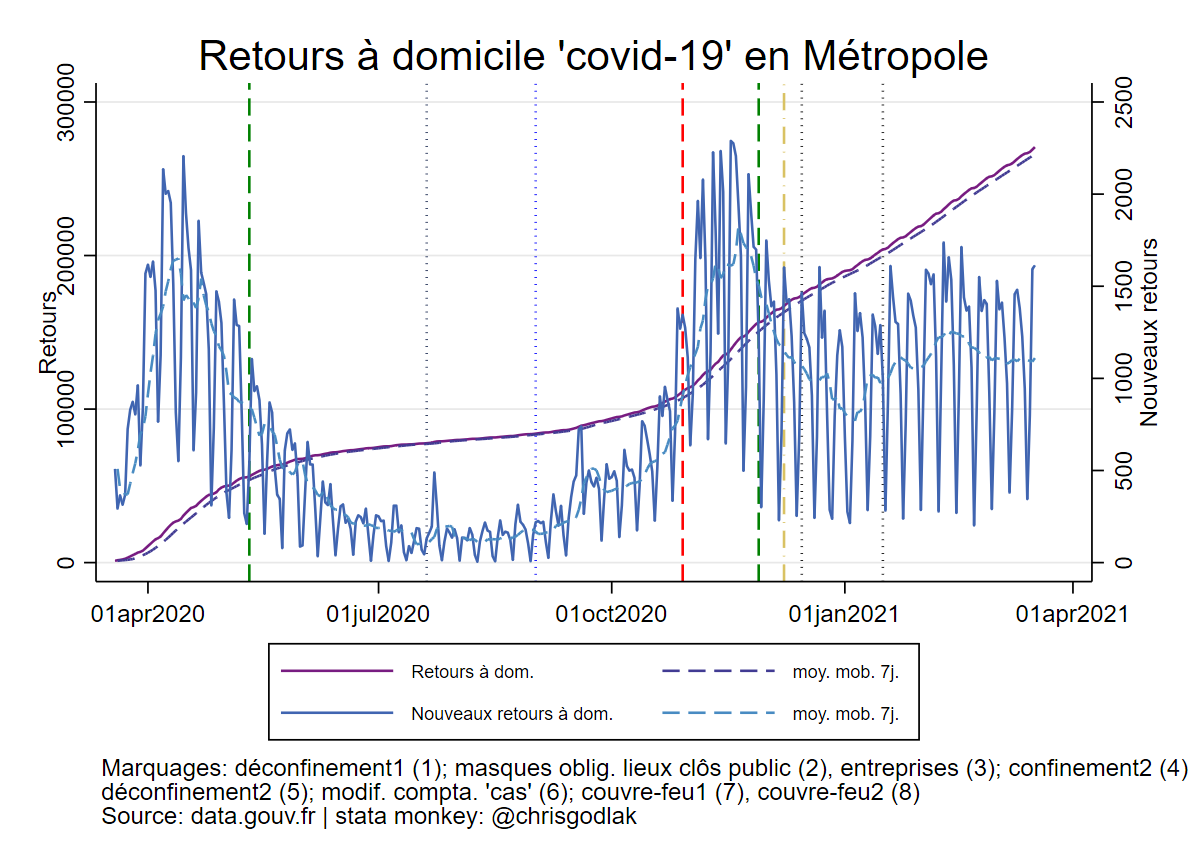 Retours à domicile 'covid-19' en Métropole
300000
200000
100000
0
Retours
2500
2000
1500
1000
500
0
Nouveaux retours
01apr2020
01jul2020
01oct2020
01jan2021
01apr2021
Retours à dom.
moy. mob. 7j.
Nouveaux retours à dom.
moy. mob. 7j.
Marquages: déconfinement1 (1); masques oblig. lieux clôs public (2), entreprises (3); confinement2 (4)
déconfinement2 (5); modif. compta. 'cas' (6); couvre-feu1 (7), couvre-feu2 (8)
Source: data.gouv.fr | stata monkey: @chrisgodlak